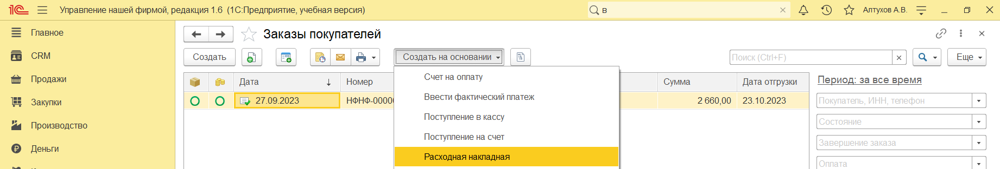 1С Управление нашей фирмой, редакция 1.6 (1С:Предприятие, учебная версия) в Алтухов А.В.
Главное
Заказы покупателей
CRM
Создать Создать на основании Поиск (Ctrl+F) Еще
Продажи
Дата Номер Сумма Дата отгрузки
Период: за все время
Счет на оплату
Закупки
27.09.2023 2 660,00 23.10.2023
Ввести фактический платеж
Покупатель, ИНН, телефон
Поступление в кассу
Состояние
Производство
Поступление на счет
Завершение заказа
Деньги
Расходная накладная
Оплата